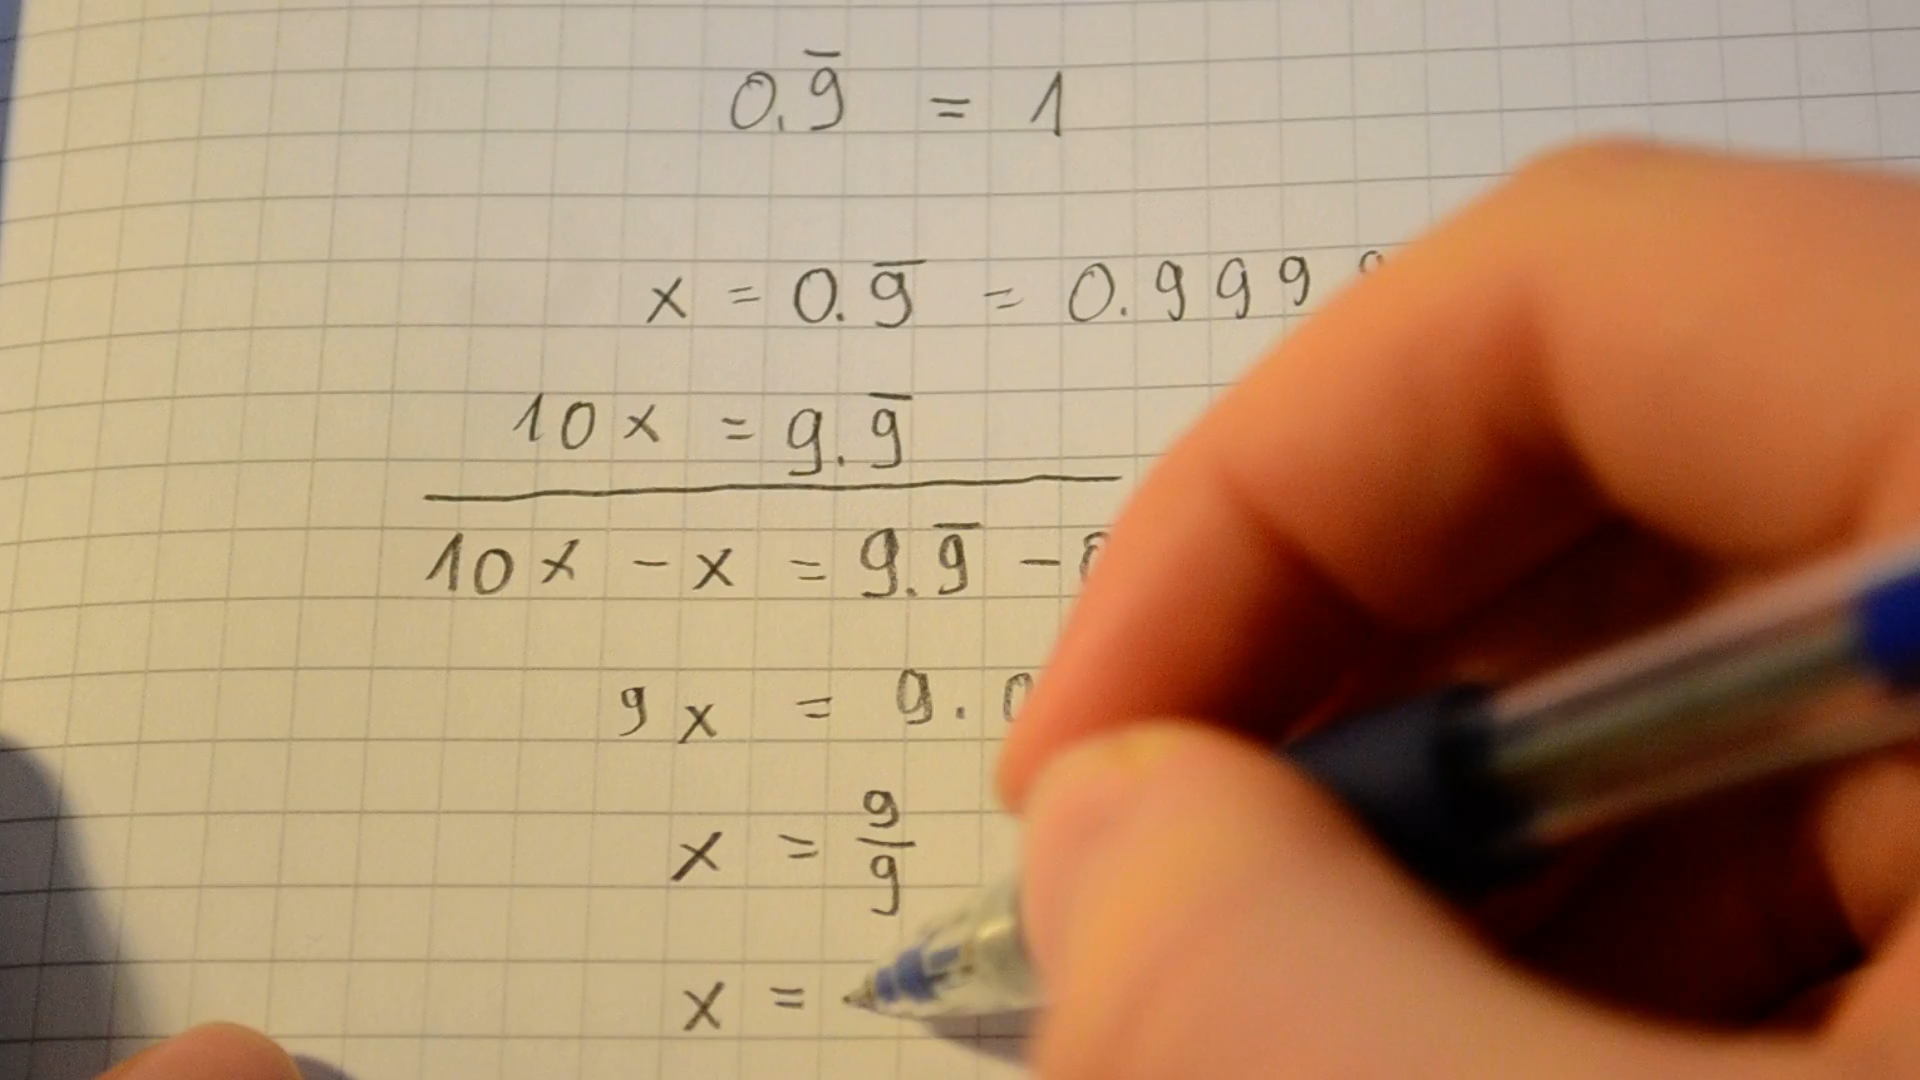 0.9̅ = 1
x = 0.9̅ = 0.999
10x = 9.9̅
10x - x = 9.9̅ -
9x = 9.
x = 9/9
x =